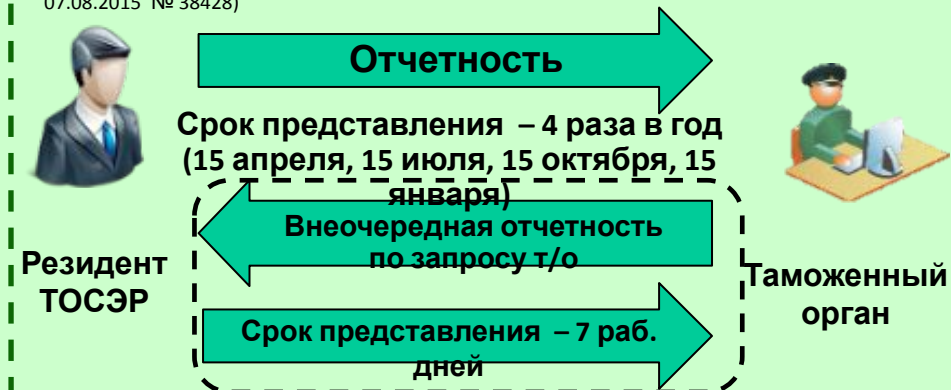 07.08.2015 № 38428)
Отчетность
Срок представления – 4 раза в год
(15 апреля, 15 июля, 15 октября, 15
января)
Внеочередная отчетность
по запросу т/о
Резидент
ТОСЭР
Таможенный
орган
Срок представления – 7 раб.
дней